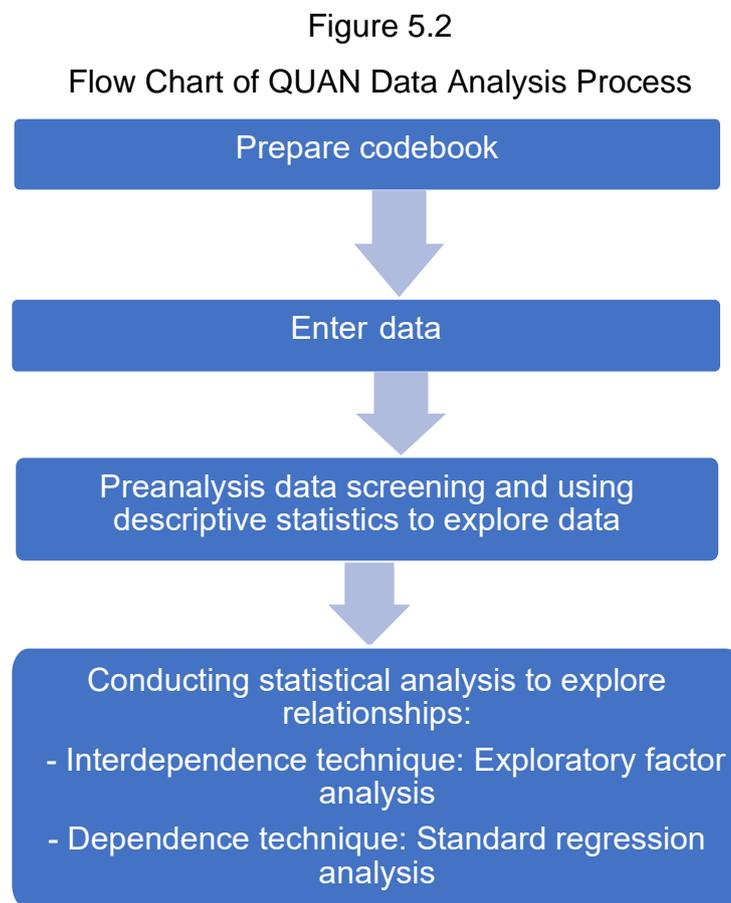 Figure 5.2
Flow Chart of QUAN Data Analysis Process
Prepare codebook
Enter data
Preanalysis data screening and using
descriptive statistics to explore data
Conducting statistical analysis to explore
relationships:
- Interdependence technique: Exploratory factor
analysis
- Dependence technique: Standard regression
analysis